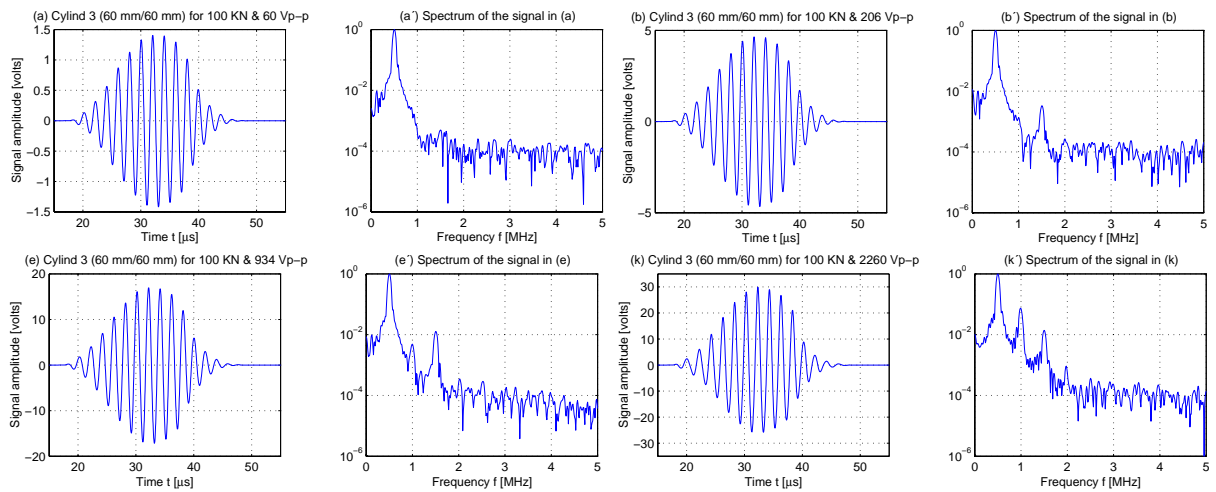 (a) Cylind 3 (60 mm/60 mm) for 100 KN & 60 Vp−p
Signal amplitude [volts]
1.5
1
0.5
0
−0.5
−1
−1.5
20 30 40 50
Time t [µs]
(a´) Spectrum of the signal in (a)
10^0
10^−2
10^−4
10^−6
0 1 2 3 4 5
Frequency f [MHz]
(b) Cylind 3 (60 mm/60 mm) for 100 KN & 206 Vp−p
Signal amplitude [volts]
5
0
−5
20 30 40 50
Time t [µs]
(b´) Spectrum of the signal in (b)
10^0
10^−2
10^−4
10^−6
0 1 2 3 4 5
Frequency f [MHz]
(e) Cylind 3 (60 mm/60 mm) for 100 KN & 934 Vp−p
Signal amplitude [volts]
20
10
0
−10
−20
20 30 40 50
Time t [µs]
(e´) Spectrum of the signal in (e)
10^0
10^−2
10^−4
10^−6
0 1 2 3 4 5
Frequency f [MHz]
(k) Cylind 3 (60 mm/60 mm) for 100 KN & 2260 Vp−p
Signal amplitude [volts]
30
20
10
0
−10
−20
−30
20 30 40 50
Time t [µs]
(k´) Spectrum of the signal in (k)
10^0
10^−2
10^−4
10^−6
0 1 2 3 4 5
Frequency f [MHz]